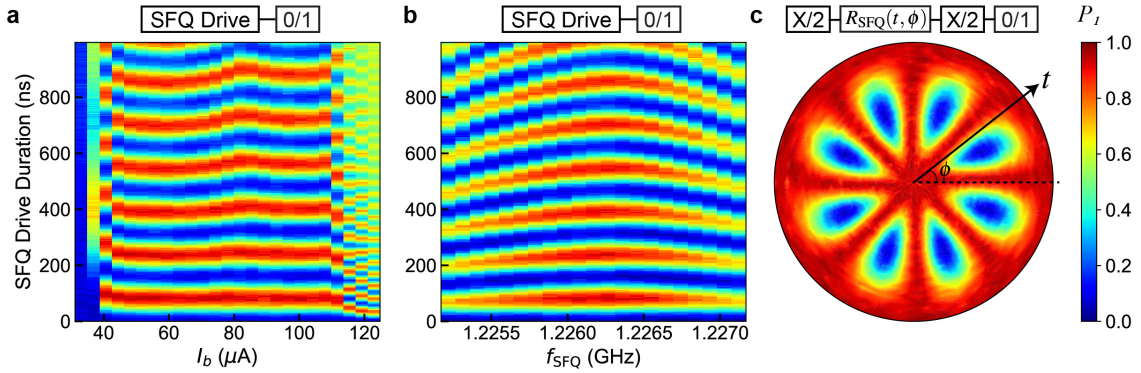 a
SFQ Drive 0/1
SFQ Drive Duration (ns)
800
600
400
200
0
40 60 80 100 120
I_b (μA)
b
SFQ Drive 0/1
800
600
400
200
0
1.2255 1.2260 1.2265 1.2270
f_SFQ (GHz)
c
X/2 R_SFQ(t, ϕ) X/2 0/1
t
ϕ
P_1
1.0
0.8
0.6
0.4
0.2
0.0